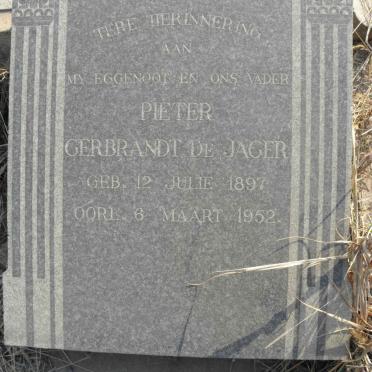 TERE HERINNERING
AAN
MY EGGENOOT EN ONS VADER
PIETER
GERBRANDT DE JAGER
GEB. 12 JULIE 1897
OORL. 6 MAART 1952.